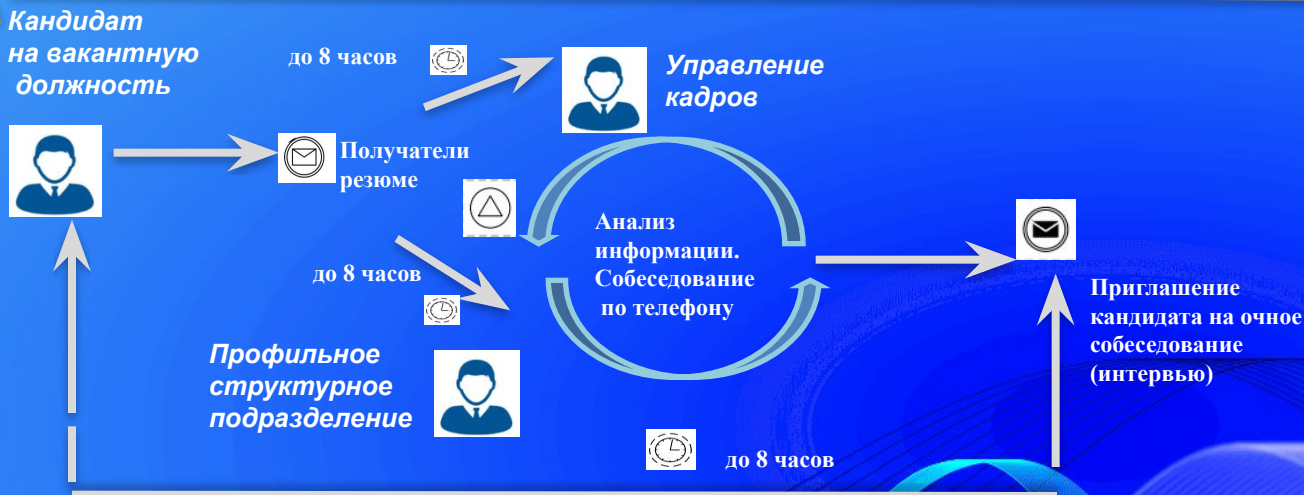 Кандидат
на вакантную
должность
до 8 часов
Управление
кадров
Получатели
резюме
Анализ
информации.
Собеседование
по телефону
до 8 часов
Приглашение
кандидата на очное
собеседование
(интервью)
Профильное
структурное
подразделение
до 8 часов